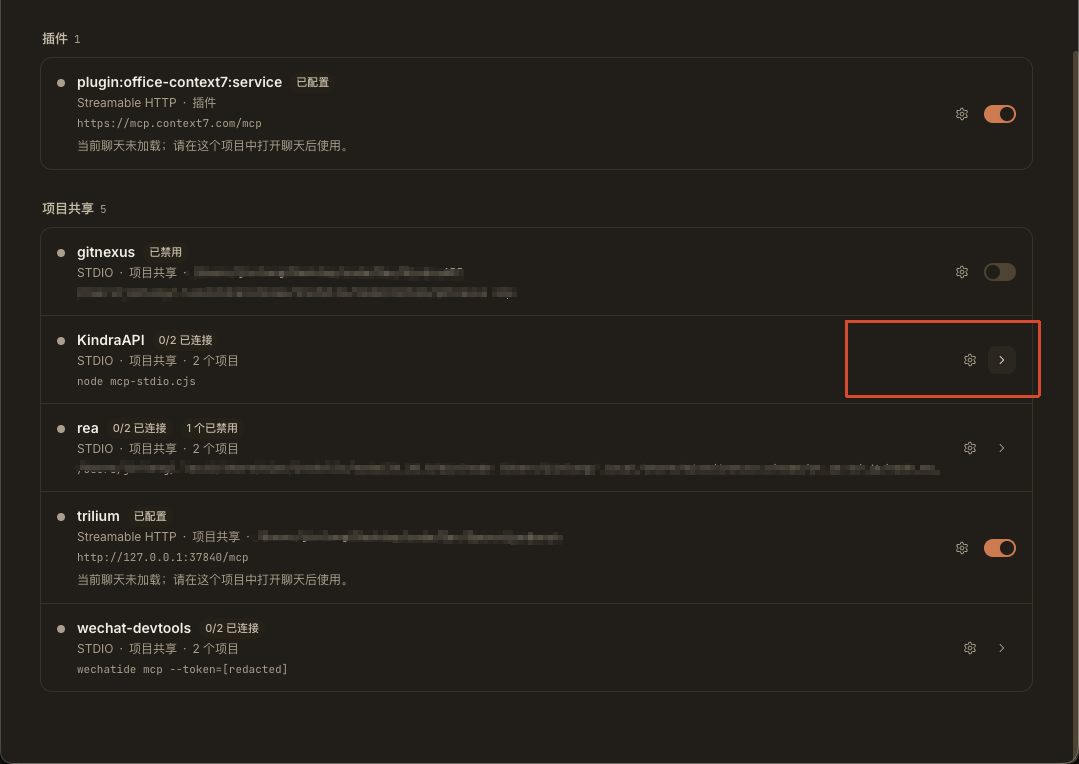 插件 1
plugin:office-context7:service 已配置
Streamable HTTP · 插件
https://mcp.context7.com/mcp
当前聊天未加载；请在这个项目中打开聊天后使用。
项目共享 5
gitnexus 已禁用
STDIO · 项目共享 ·
KindraAPI 0/2 已连接
STDIO · 项目共享 · 2 个项目
node mcp-stdio.cjs
rea 0/2 已连接 1 个已禁用
STDIO · 项目共享 · 2 个项目
trilium 已配置
Streamable HTTP · 项目共享 ·
http://127.0.0.1:37840/mcp
当前聊天未加载；请在这个项目中打开聊天后使用。
wechat-devtools 0/2 已连接
STDIO · 项目共享 · 2 个项目
wechatide mcp --token=[redacted]